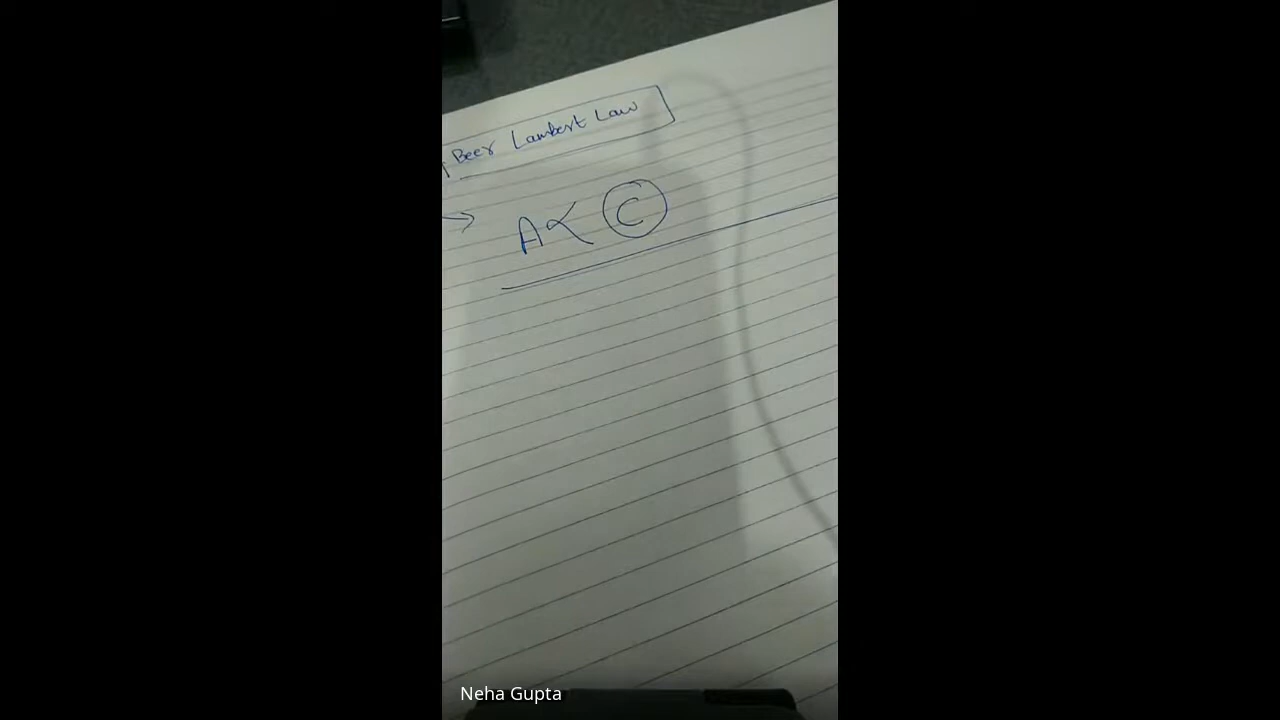 Beer Lambert Law
→ A ∝ C
Neha Gupta